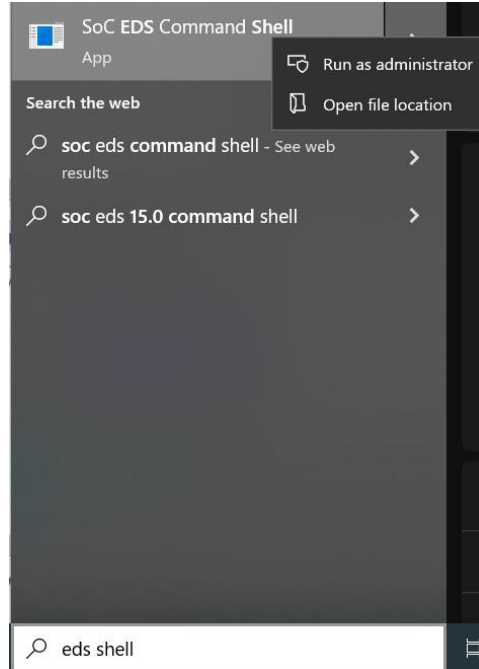 SoC EDS Command Shell
App
Run as administrator
Open file location
Search the web
soc eds command shell - See web
results
soc eds 15.0 command shell
eds shell